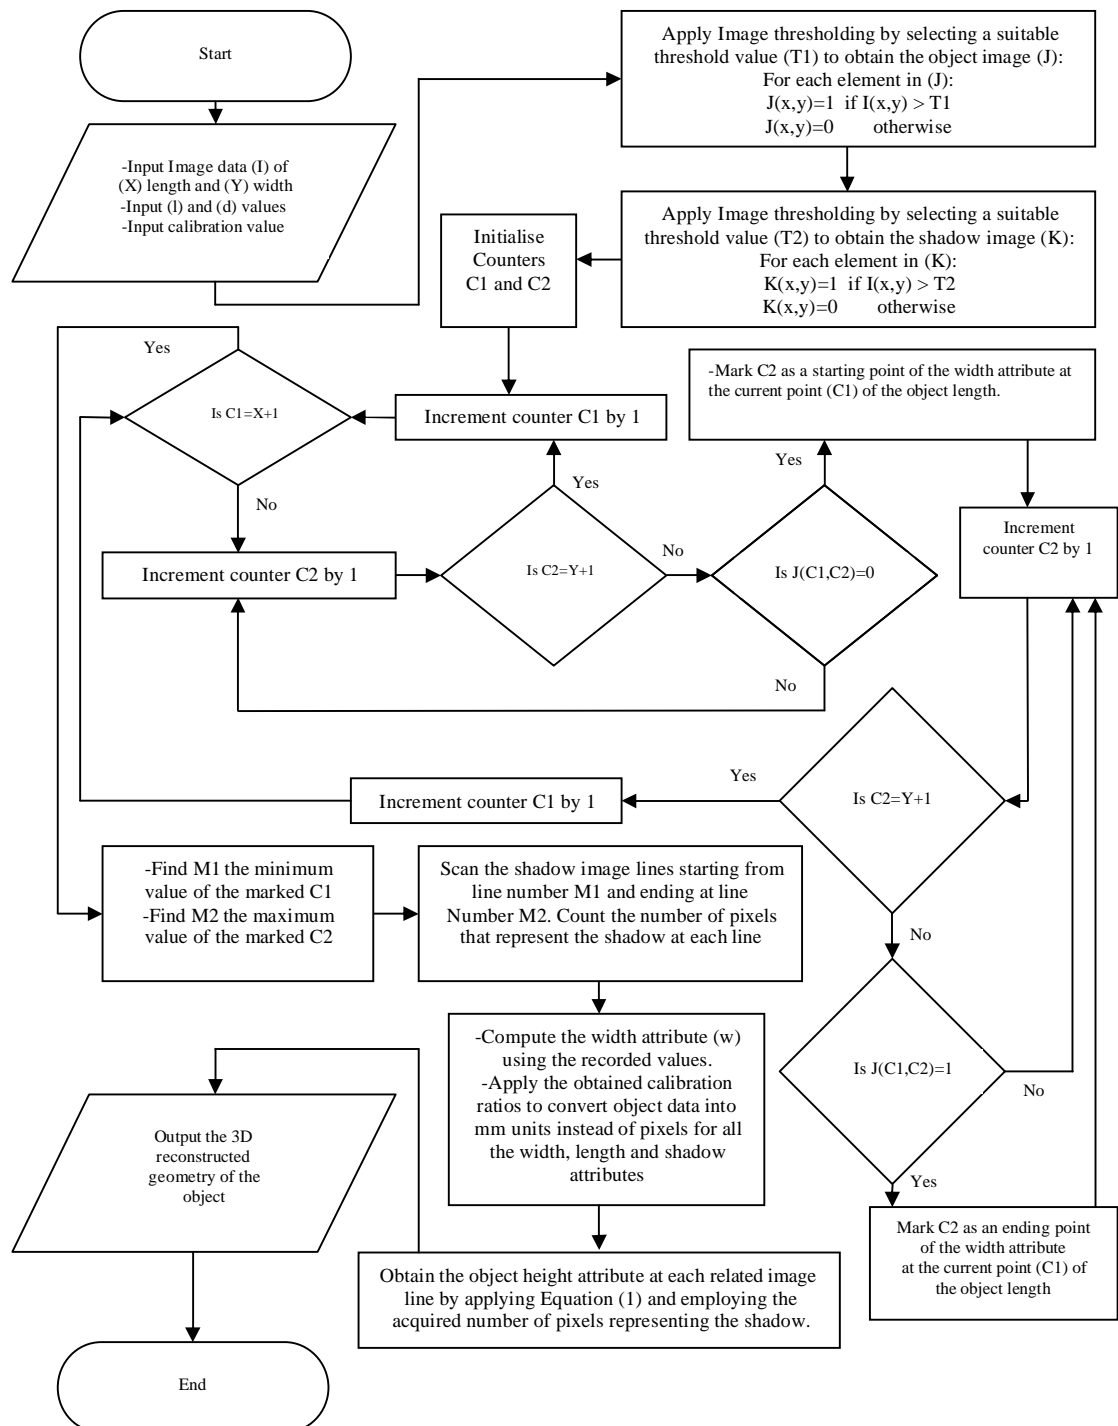 Start
-Input Image data (I) of
(X) length and (Y) width
-Input (l) and (d) values
-Input calibration value
Apply Image thresholding by selecting a suitable
threshold value (T1) to obtain the object image (J):
For each element in (J):
J(x,y)=1 if I(x,y) > T1
J(x,y)=0 otherwise
Apply Image thresholding by selecting a suitable
threshold value (T2) to obtain the shadow image (K):
For each element in (K):
K(x,y)=1 if I(x,y) > T2
K(x,y)=0 otherwise
Initialise
Counters
C1 and C2
Increment counter C1 by 1
Is C1=X+1
Yes
No
Increment counter C2 by 1
Is C2=Y+1
Yes
No
Is J(C1,C2)=0
Yes
No
-Mark C2 as a starting point of the width attribute at
the current point (C1) of the object length.
Increment
counter C2 by 1
Is C2=Y+1
Yes
No
Increment counter C1 by 1
Is J(C1,C2)=1
No
Yes
Mark C2 as an ending point
of the width attribute
at the current point (C1) of
the object length
-Find M1 the minimum
value of the marked C1
-Find M2 the maximum
value of the marked C2
Scan the shadow image lines starting from
line number M1 and ending at line
Number M2. Count the number of pixels
that represent the shadow at each line
-Compute the width attribute (w)
using the recorded values.
-Apply the obtained calibration
ratios to convert object data into
mm units instead of pixels for all
the width, length and shadow
attributes
Obtain the object height attribute at each related image
line by applying Equation (1) and employing the
acquired number of pixels representing the shadow.
Output the 3D
reconstructed
geometry of the
object
End